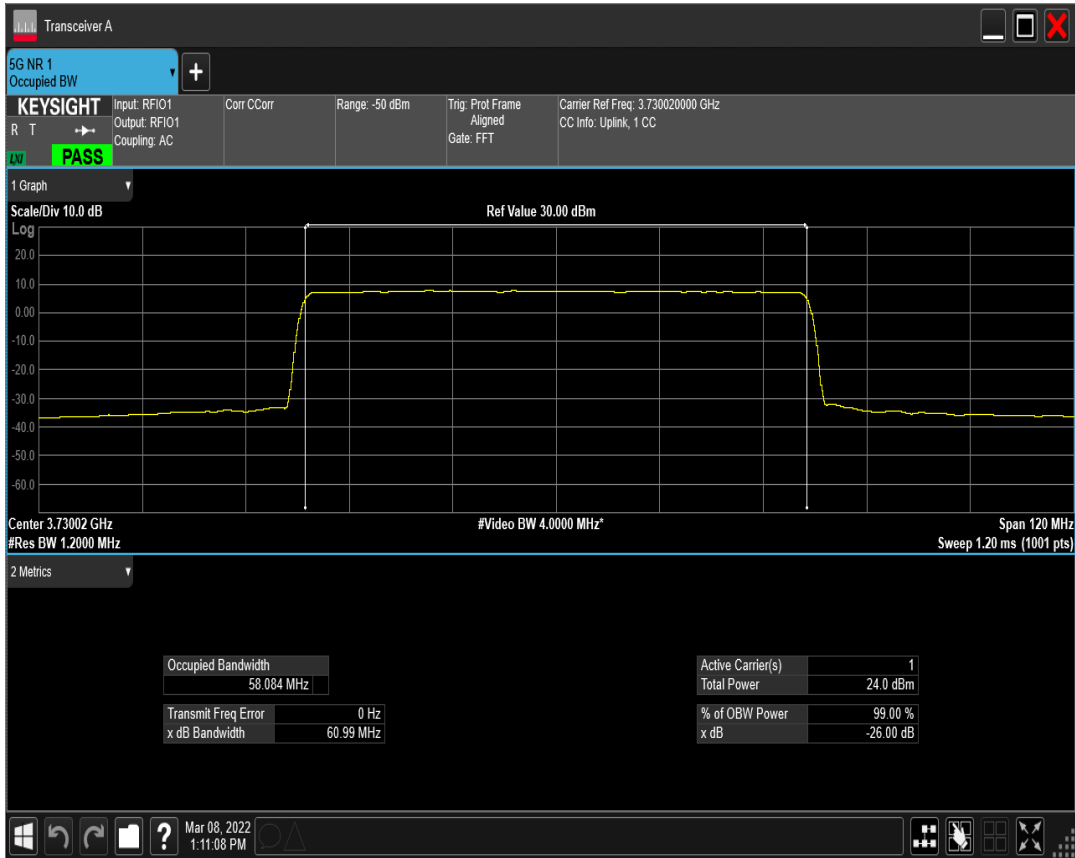 Transceiver A
5G NR 1
Occupied BW
+
KEYSIGHT
R T
LXI
PASS
Input: RFIO1
Output: RFIO1
Coupling: AC
Corr CCorr
Range: -50 dBm
Trig: Prot Frame
Aligned
Gate: FFT
Carrier Ref Freq: 3.730020000 GHz
CC Info: Uplink, 1 CC
1 Graph
Scale/Div 10.0 dB
Ref Value 30.00 dBm
Log
20.0
10.0
0.00
-10.0
-20.0
-30.0
-40.0
-50.0
-60.0
Center 3.73002 GHz
#Video BW 4.0000 MHz*
Span 120 MHz
#Res BW 1.2000 MHz
Sweep 1.20 ms (1001 pts)
2 Metrics
Occupied Bandwidth
58.084 MHz
Transmit Freq Error 0 Hz
x dB Bandwidth 60.99 MHz
Active Carrier(s) 1
Total Power 24.0 dBm
% of OBW Power 99.00 %
x dB -26.00 dB
?
Mar 08, 2022
1:11:08 PM